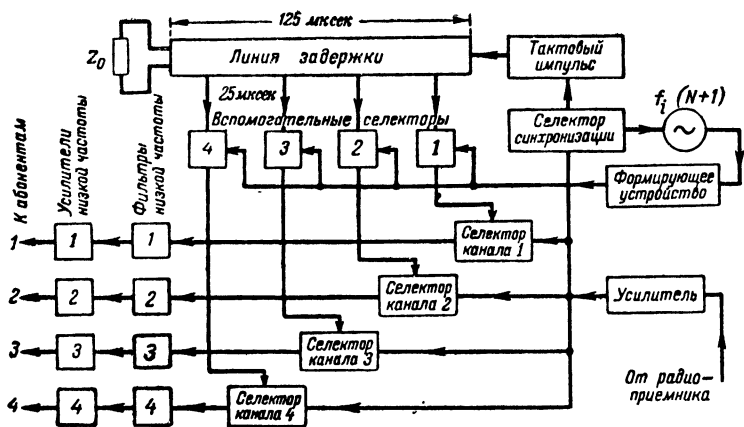 125 мксек
Z₀
Линия задержки
Тактовый
импульс
25 мксек
fᵢ (N+1)
Вспомогательные селекторы
Селектор
синхронизации
4
3
2
1
Формирующее
устройство
К абонентам
Усилители
низкой частоты
Фильтры
низкой частоты
1
1
1
Селектор
канала 1
2
2
2
Селектор
канала 2
Усилитель
3
3
3
Селектор
канала 3
От радио-
приемника
4
4
4
Селектор
канала 4